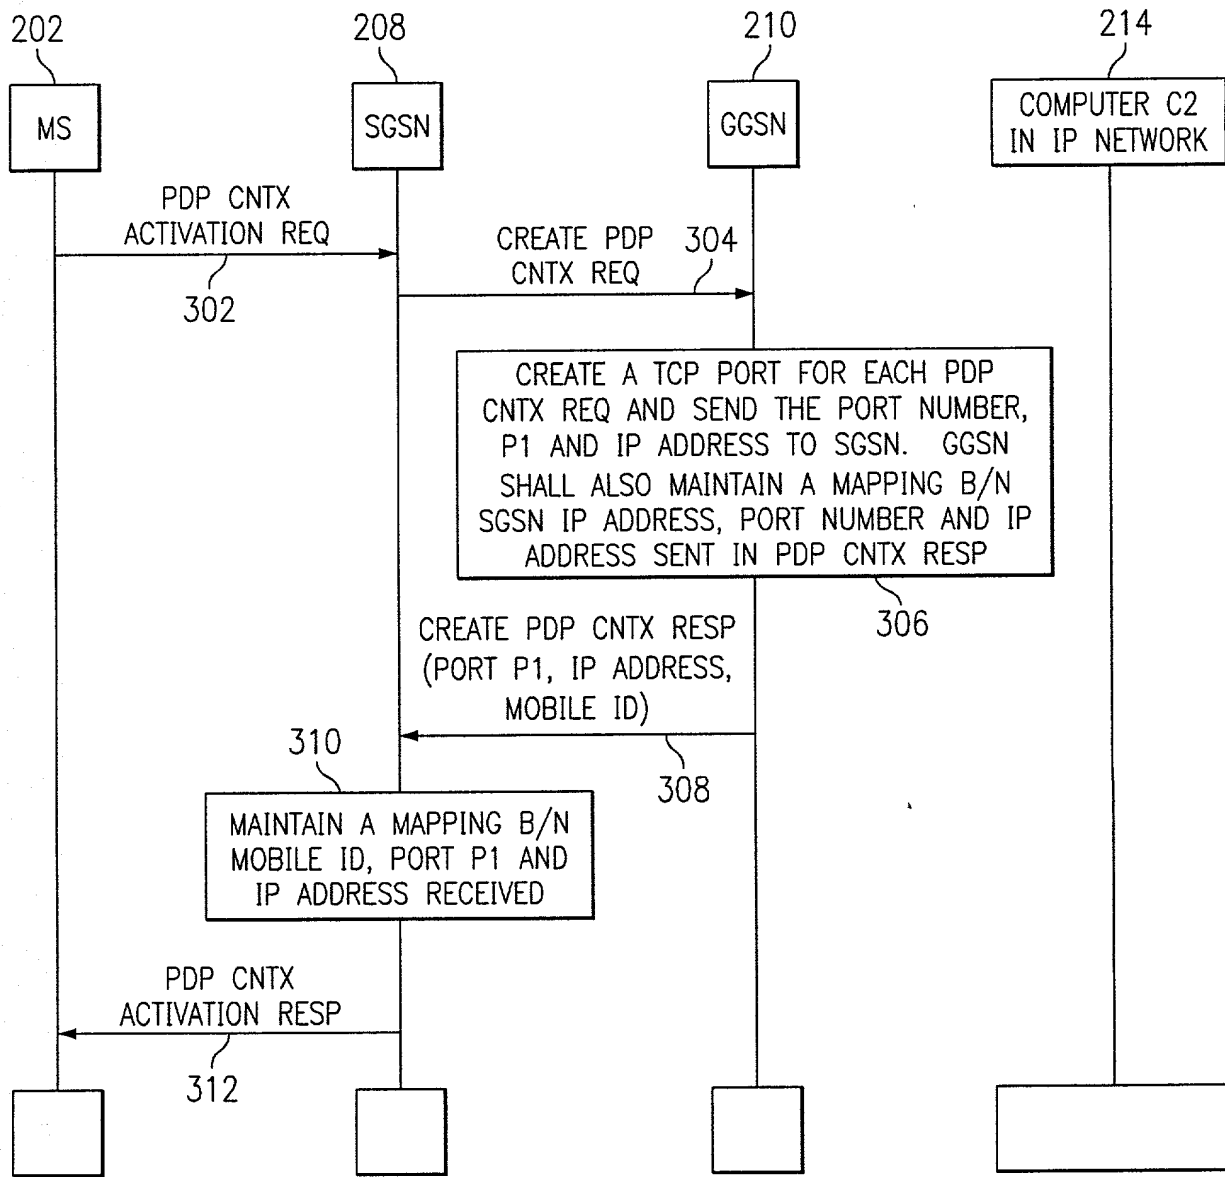 202
208
210
214
MS
SGSN
GGSN
COMPUTER C2
IN IP NETWORK
PDP CNTX
ACTIVATION REQ
302
CREATE PDP
CNTX REQ
304
CREATE A TCP PORT FOR EACH PDP
CNTX REQ AND SEND THE PORT NUMBER,
P1 AND IP ADDRESS TO SGSN. GGSN
SHALL ALSO MAINTAIN A MAPPING B/N
SGSN IP ADDRESS, PORT NUMBER AND IP
ADDRESS SENT IN PDP CNTX RESP
306
CREATE PDP CNTX RESP
(PORT P1, IP ADDRESS,
MOBILE ID)
308
310
MAINTAIN A MAPPING B/N
MOBILE ID, PORT P1 AND
IP ADDRESS RECEIVED
PDP CNTX
ACTIVATION RESP
312